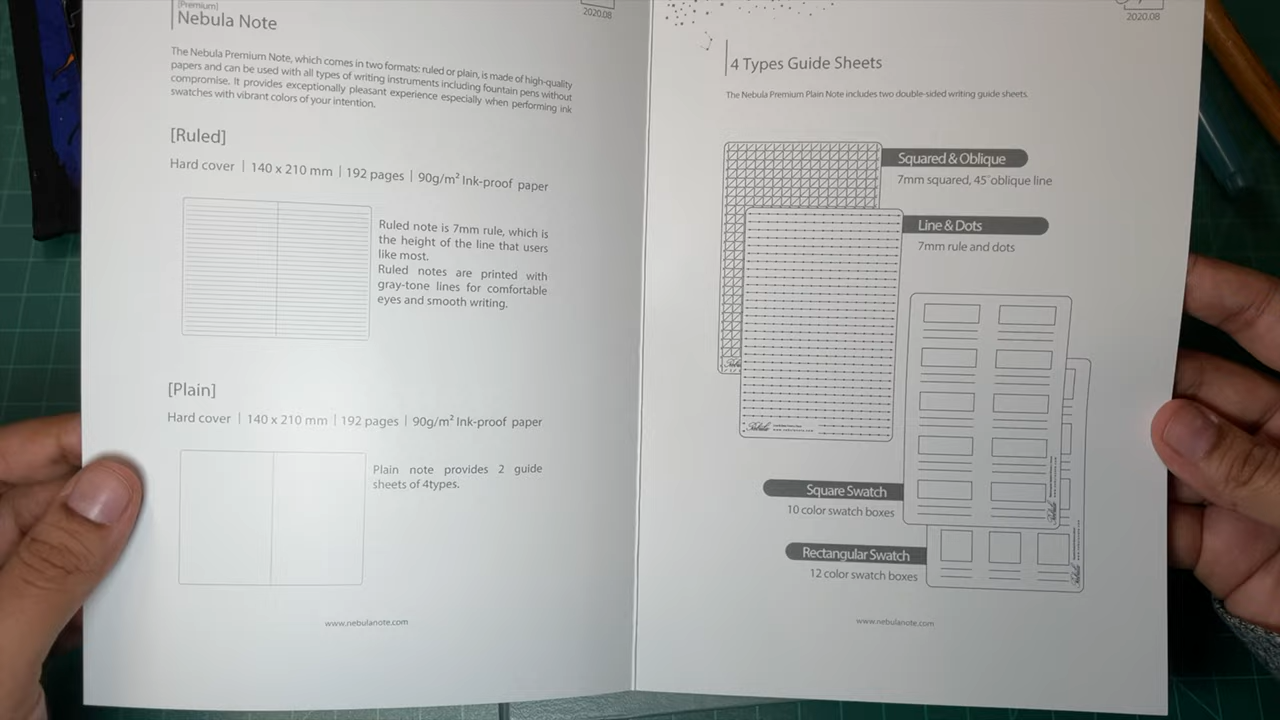 [Premium]
Nebula Note
2020.08
The Nebula Premium Note, which comes in two formats: ruled or plain, is made of high-quality
papers and can be used with all types of writing instruments including fountain pens without
compromise. It provides exceptionally pleasant experience especially when performing ink
swatches with vibrant colors of your intention.
[Ruled]
Hard cover | 140 x 210 mm | 192 pages | 90g/m² Ink-proof paper
Ruled note is 7mm rule, which is
the height of the line that users
like most.
Ruled notes are printed with
gray-tone lines for comfortable
eyes and smooth writing.
[Plain]
Hard cover | 140 x 210 mm | 192 pages | 90g/m² Ink-proof paper
Plain note provides 2 guide
sheets of 4types.
www.nebulanote.com
2020.08
4 Types Guide Sheets
The Nebula Premium Plain Note includes two double-sided writing guide sheets.
Squared & Oblique
7mm squared, 45°oblique line
Line & Dots
7mm rule and dots
Nebula
Square Swatch
10 color swatch boxes
Rectangular Swatch
12 color swatch boxes
www.nebulanote.com